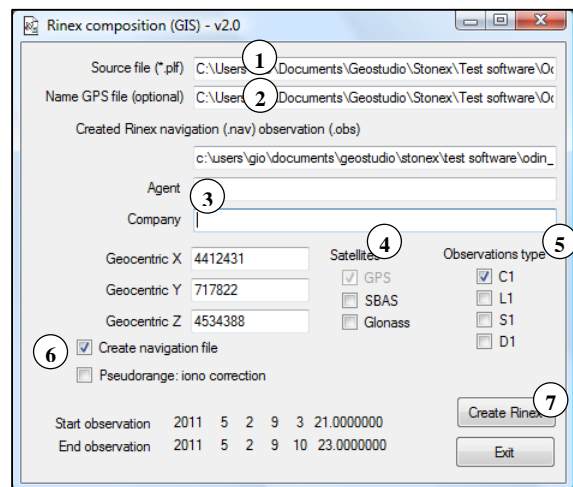 Rinex composition (GIS) - v2.0
1
Source file (*.plf) C:\Users \Documents\Geostudio\Stonex\Test software\Oc
2
Name GPS file (optional) C:\Users \Documents\Geostudio\Stonex\Test software\Oc
Created Rinex navigation (.nav) observation (.obs)
c:\users\gio\documents\geostudio\stonex\test software\odin_
Agent
3
Company
4
5
Geocentric X 4412431
Geocentric Y 717822
Geocentric Z 4534388
Satellites
GPS
SBAS
Glonass
Observations type
C1
L1
S1
D1
6
Create navigation file
Pseudorange: iono correction
7
Start observation 2011 5 2 9 3 21.0000000
End observation 2011 5 2 9 10 23.0000000
Create Rinex
Exit